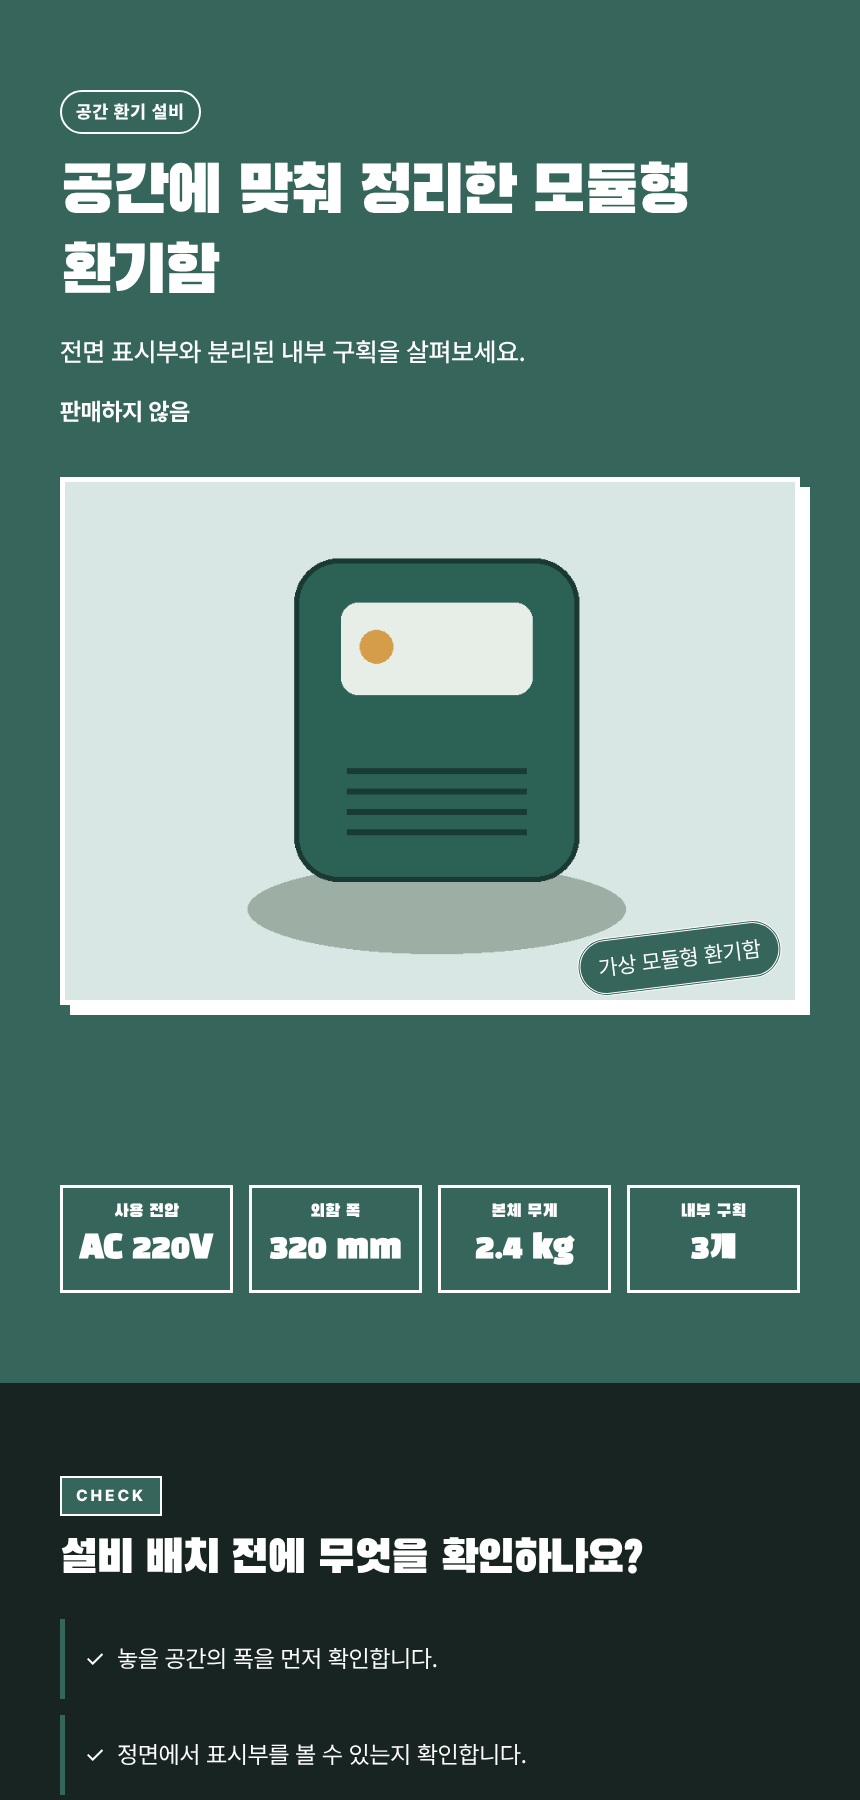 공간 환기 설비
공간에 맞춰 정리한 모듈형
환기함
전면 표시부와 분리된 내부 구획을 살펴보세요.
판매하지 않음
가상 모듈형 환기함
사용 전압
AC 220V
외함 폭
320 mm
본체 무게
2.4 kg
내부 구획
3개
CHECK
설비 배치 전에 무엇을 확인하나요?
✓ 놓을 공간의 폭을 먼저 확인합니다.
✓ 정면에서 표시부를 볼 수 있는지 확인합니다.